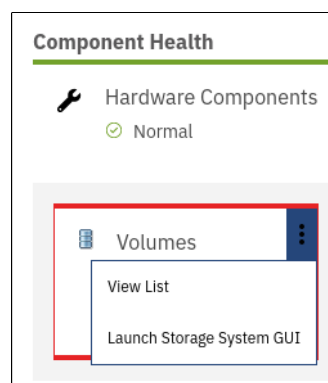 Component Health
Hardware Components
Normal
Volumes
View List
Launch Storage System GUI